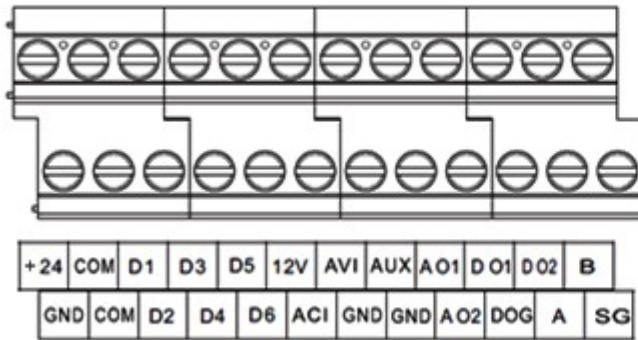 +24 COM D1 D3 D5 12V AVI AUX AO1 DO1 DO2 B
GND COM D2 D4 D6 ACI GND GND AO2 DOG A SG